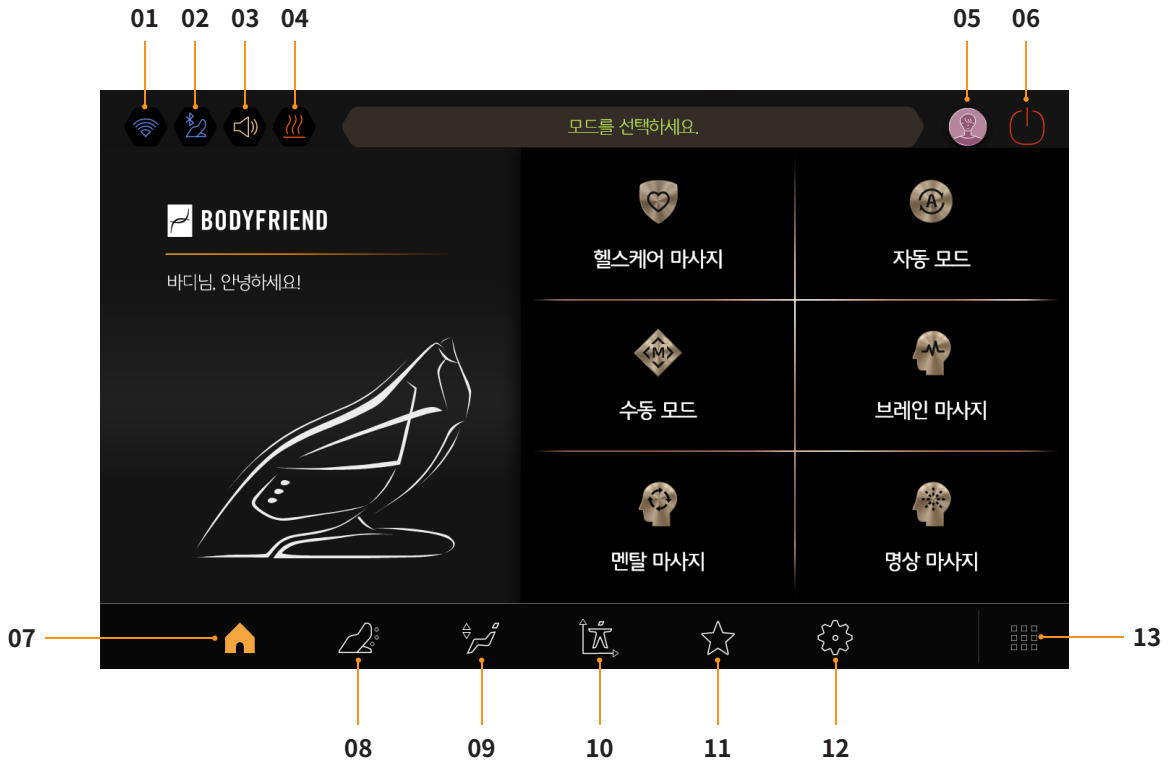 01 02 03 04 05 06
모드를 선택하세요.
BODYFRIEND
바디님, 안녕하세요!
헬스케어 마사지 자동 모드
M A
수동 모드 브레인 마사지
멘탈 마사지 명상 마사지
07 13
08 09 10 11 12